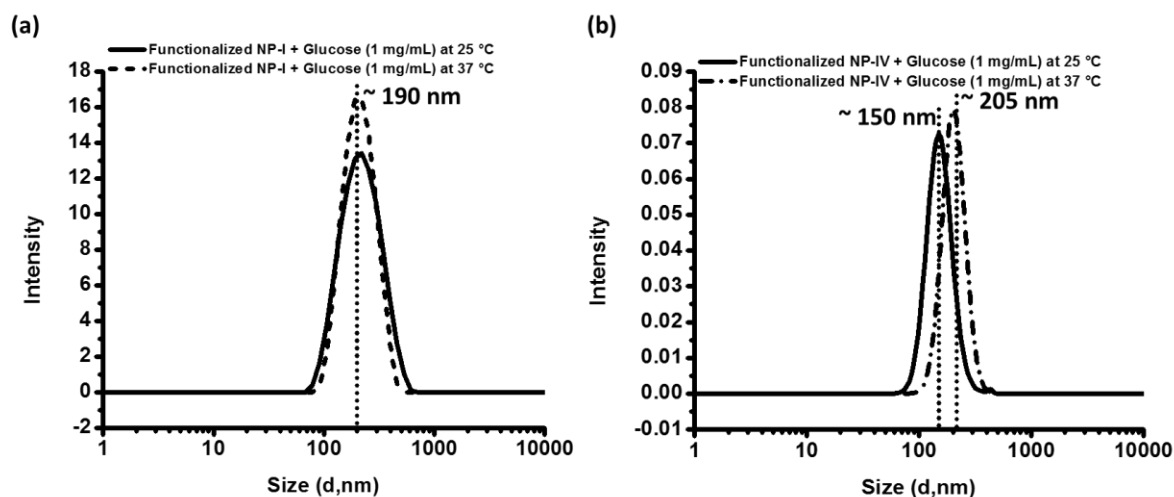 (a)
Functionalized NP-I + Glucose (1 mg/mL) at 25 °C
Functionalized NP-I + Glucose (1 mg/mL) at 37 °C
~ 190 nm
18
16
14
12
10
8
6
4
2
0
-2
Intensity
1
10
100
1000
10000
Size (d,nm)
(b)
Functionalized NP-IV + Glucose (1 mg/mL) at 25 °C
Functionalized NP-IV + Glucose (1 mg/mL) at 37 °C
~ 150 nm
~ 205 nm
0.09
0.08
0.07
0.06
0.05
0.04
0.03
0.02
0.01
0.00
-0.01
Intensity
1
10
100
1000
10000
Size (d,nm)